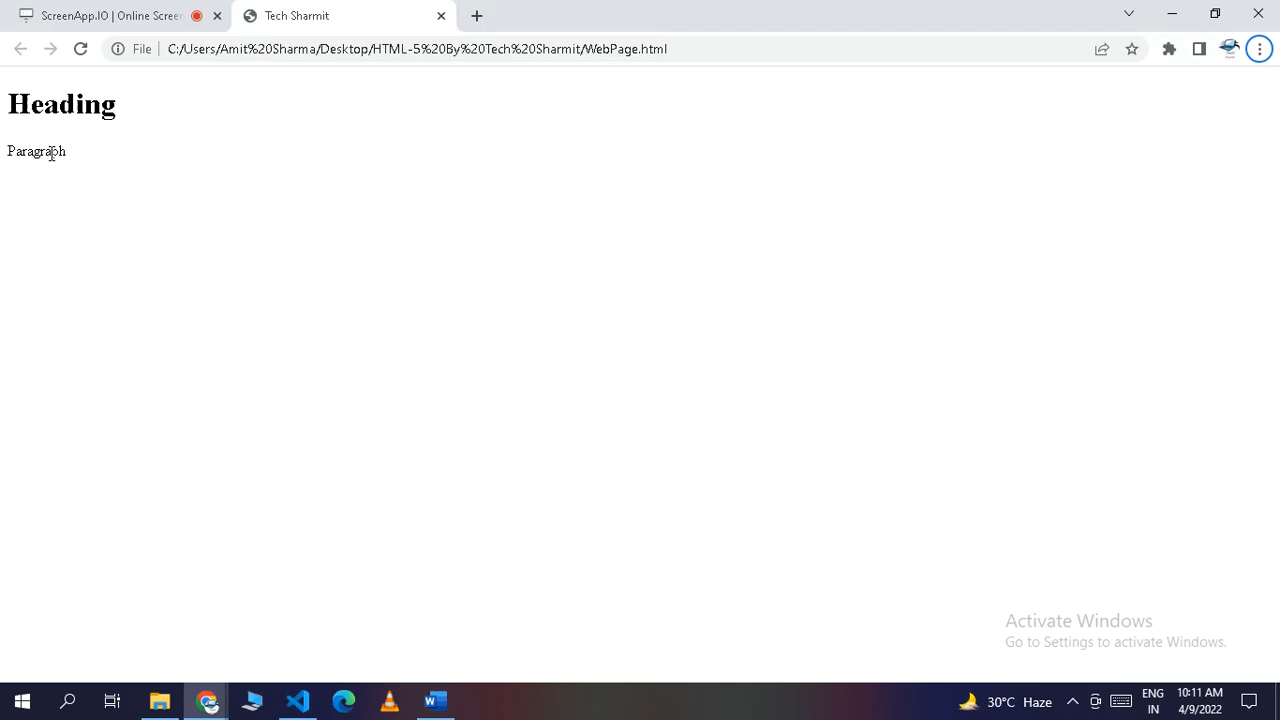 ScreenApp.IO | Online Screen
Tech Sharmit
File
C:/Users/Amit%20Sharma/Desktop/HTML-5%20By%20Tech%20Sharmit/WebPage.html
Heading
Paragraph
Activate Windows
Go to Settings to activate Windows.
30°C Haze
ENG
IN
10:11 AM
4/9/2022